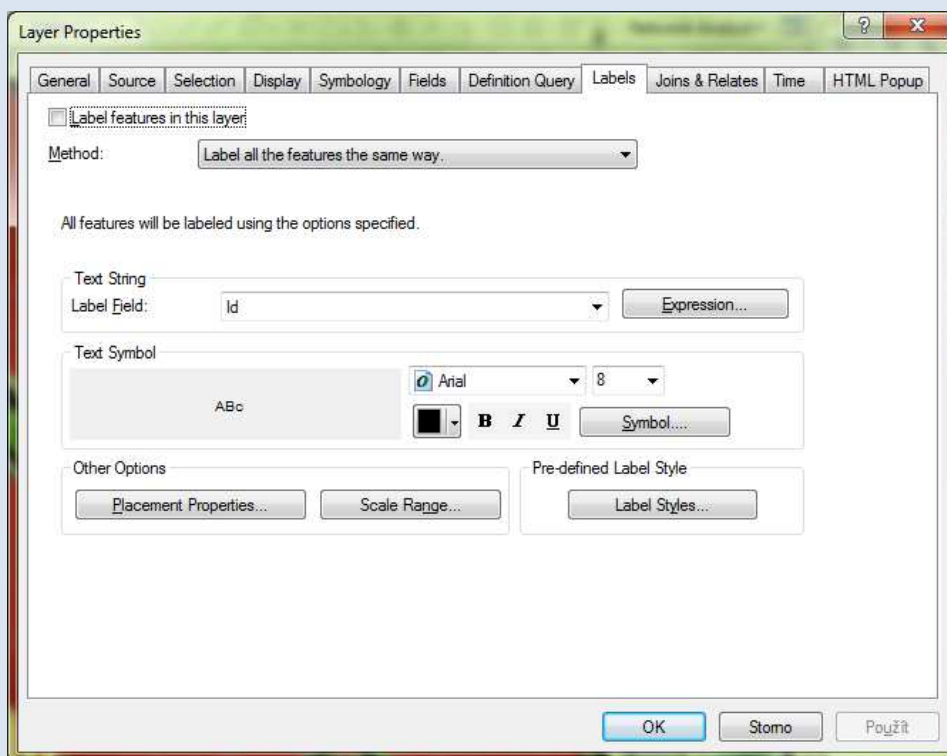 Layer Properties
General Source Selection Display Symbology Fields Definition Query Labels Joins & Relates Time HTML Popup
Label features in this layer
Method: Label all the features the same way.
All features will be labeled using the options specified.
Text String
Label Field: Id Expression...
Text Symbol
ABc
Arial 8
B I U Symbol....
Other Options Pre-defined Label Style
Placement Properties... Scale Range... Label Styles...
OK Storno Použít